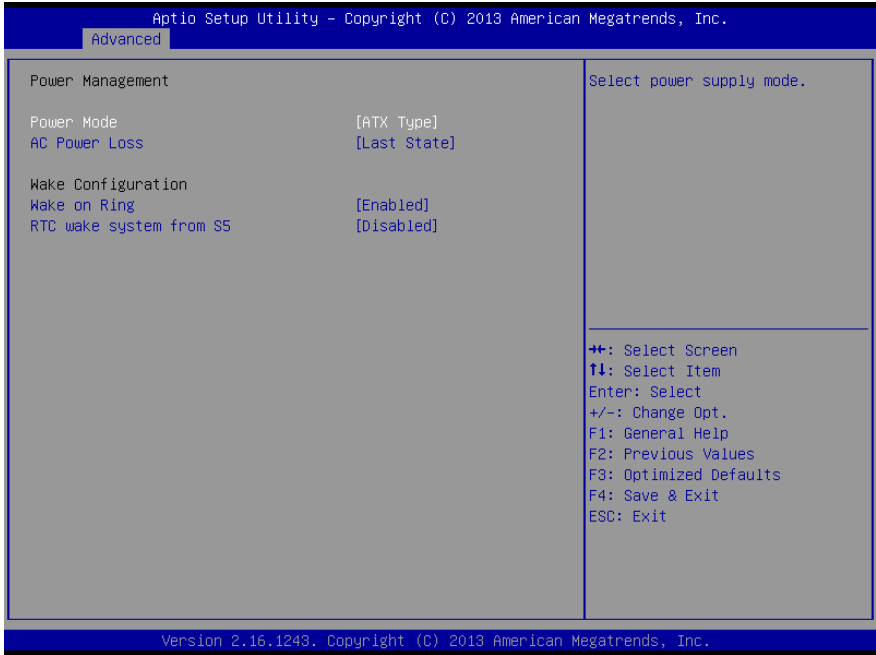 Aptio Setup Utility – Copyright (C) 2013 American Megatrends, Inc.
Advanced
Power Management
Power Mode [ATX Type]
AC Power Loss [Last State]
Wake Configuration
Wake on Ring [Enabled]
RTC wake system from S5 [Disabled]
Select power supply mode.
→←: Select Screen
↑↓: Select Item
Enter: Select
+/-: Change Opt.
F1: General Help
F2: Previous Values
F3: Optimized Defaults
F4: Save & Exit
ESC: Exit
Version 2.16.1243. Copyright (C) 2013 American Megatrends, Inc.